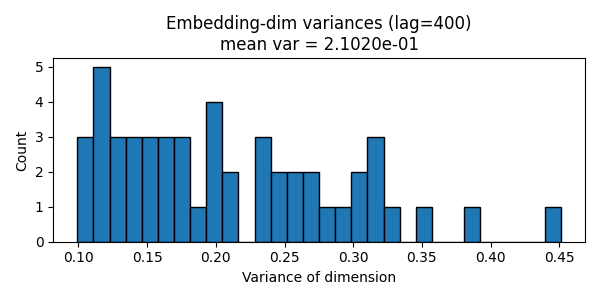 Embedding-dim variances (lag=400)
mean var = 2.1020e-01
Count
5
4
3
2
1
0
0.10 0.15 0.20 0.25 0.30 0.35 0.40 0.45
Variance of dimension